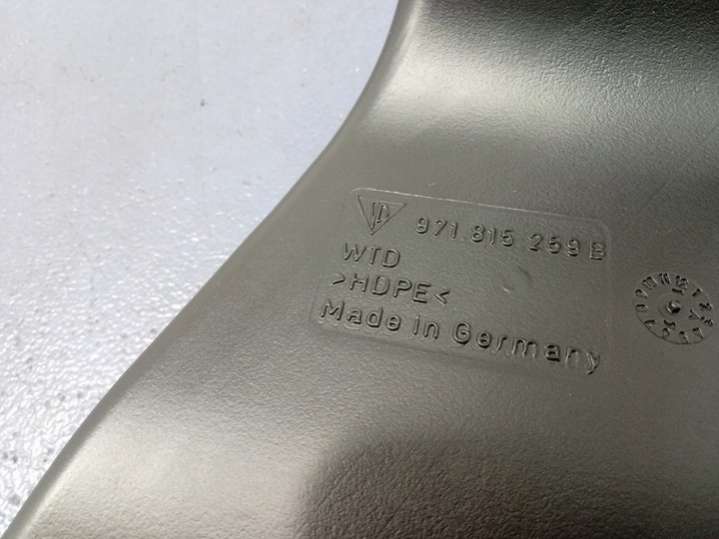 971.815 259 B
WTD
>HDPE<
Made in Germany